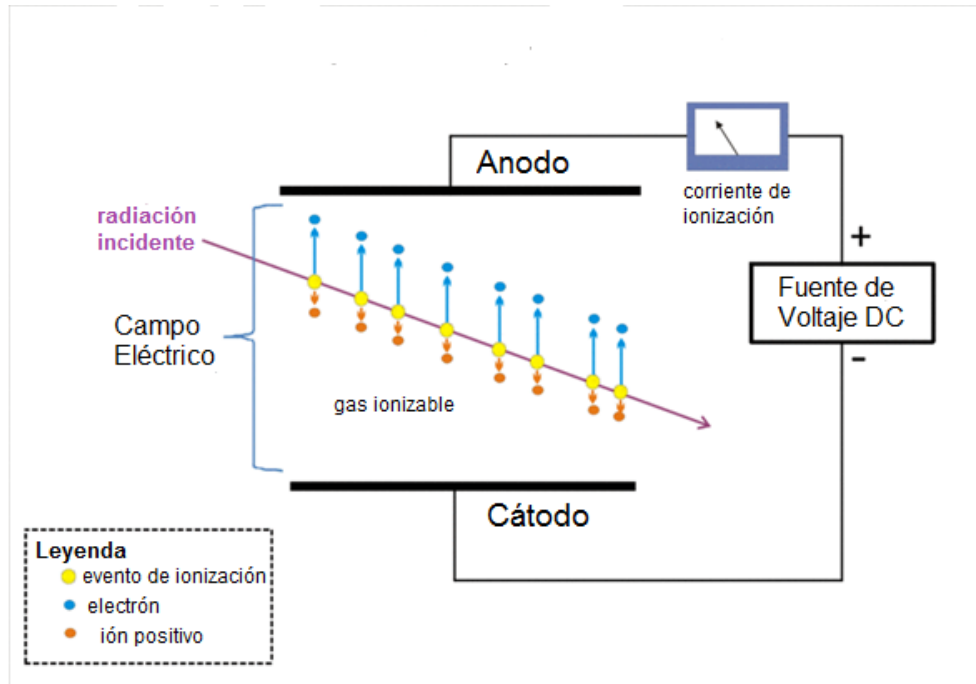 Anodo
corriente de
ionización
radiación
incidente
+
Fuente de
Voltaje DC
−
Campo
Eléctrico
gas ionizable
Cátodo
Leyenda
evento de ionización
electrón
ión positivo